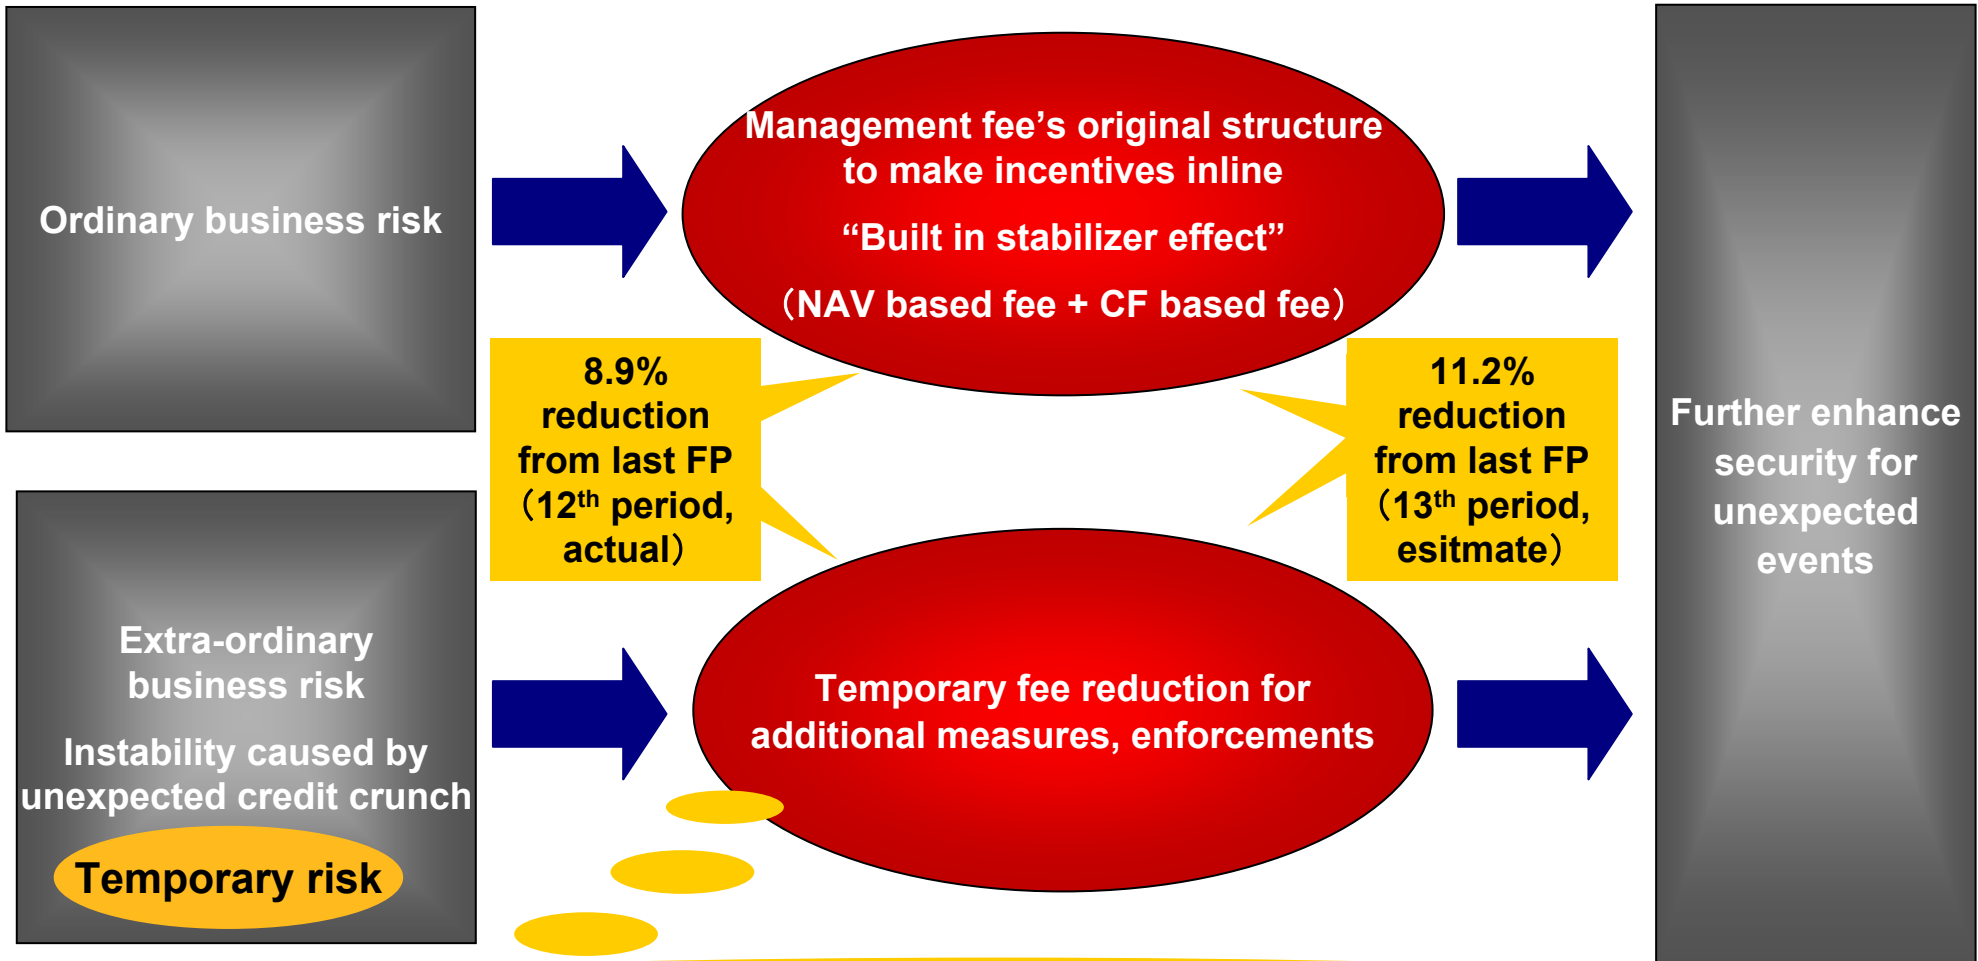 Ordinary business risk
Management fee’s original structure
to make incentives inline
“Built in stabilizer effect”
（NAV based fee + CF based fee）
8.9%
reduction
from last FP
（12th period,
actual）
11.2%
reduction
from last FP
（13th period,
esitmate）
Extra-ordinary
business risk
Instability caused by
unexpected credit crunch
Temporary risk
Temporary fee reduction for
additional measures, enforcements
Further enhance
security for
unexpected
events